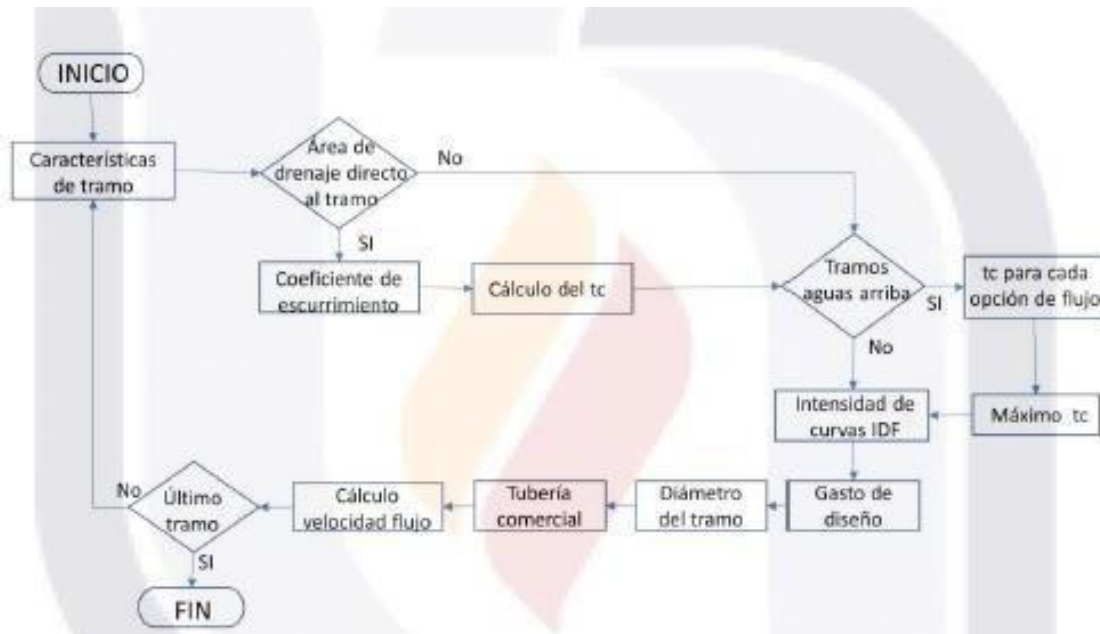 INICIO
Características
de tramo
Área de
drenaje directo
al tramo
No
SI
Coeficiente de
escurrimiento
Cálculo del tc
Tramos
aguas arriba
SI
No
tc para cada
opción de flujo
Máximo tc
Intensidad de
curvas IDF
Gasto de
diseño
Diámetro
del tramo
Tubería
comercial
Cálculo
velocidad flujo
Último
tramo
No
SI
FIN